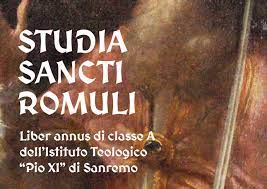 STUDIA
SANCTI
ROMULI
Liber annus di classe A
dell'Istituto Teologico
“Pio XI” di Sanremo